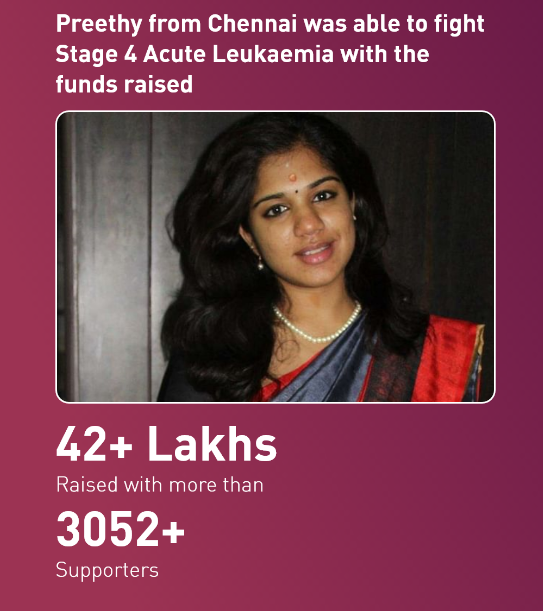 Preethy from Chennai was able to fight
Stage 4 Acute Leukaemia with the
funds raised
42+ Lakhs
Raised with more than
3052+
Supporters